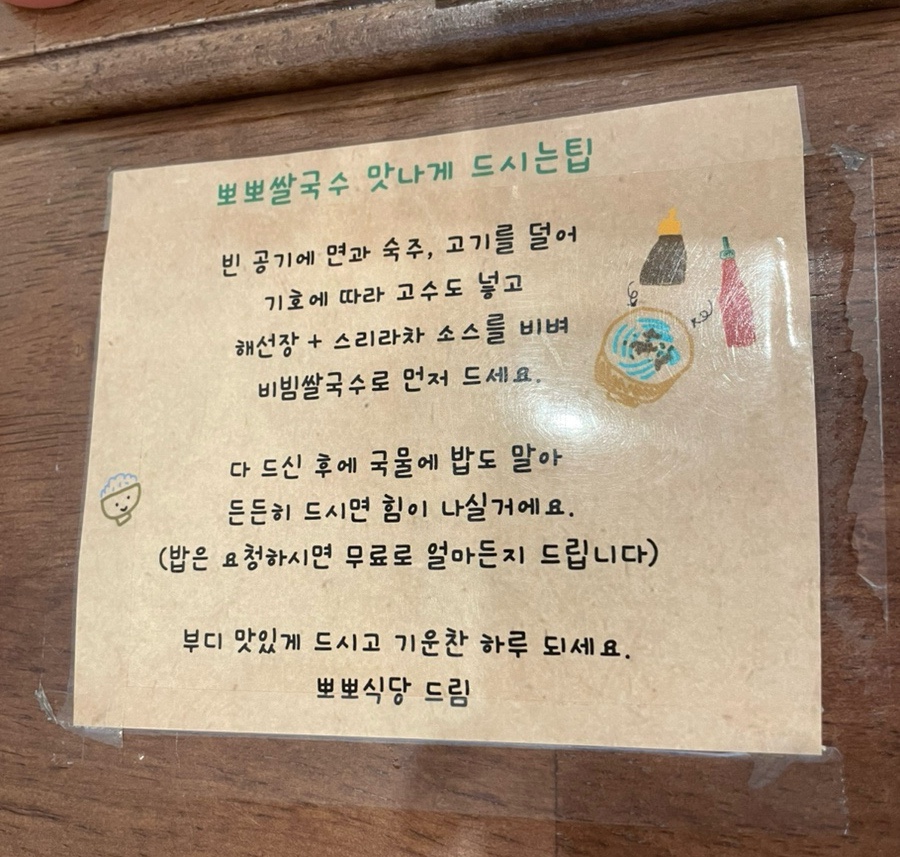 뽀뽀쌀국수 맛나게 드시는팁
빈 공기에 면과 숙주, 고기를 덜어
기호에 따라 고수도 넣고
해선장 + 스리라차 소스를 비벼
비빔쌀국수로 먼저 드세요.
다 드신 후에 국물에 밥도 말아
든든히 드시면 힘이 나실거에요.
(밥은 요청하시면 무료로 얼마든지 드립니다)
부디 맛있게 드시고 기운찬 하루 되세요.
뽀뽀식당 드림